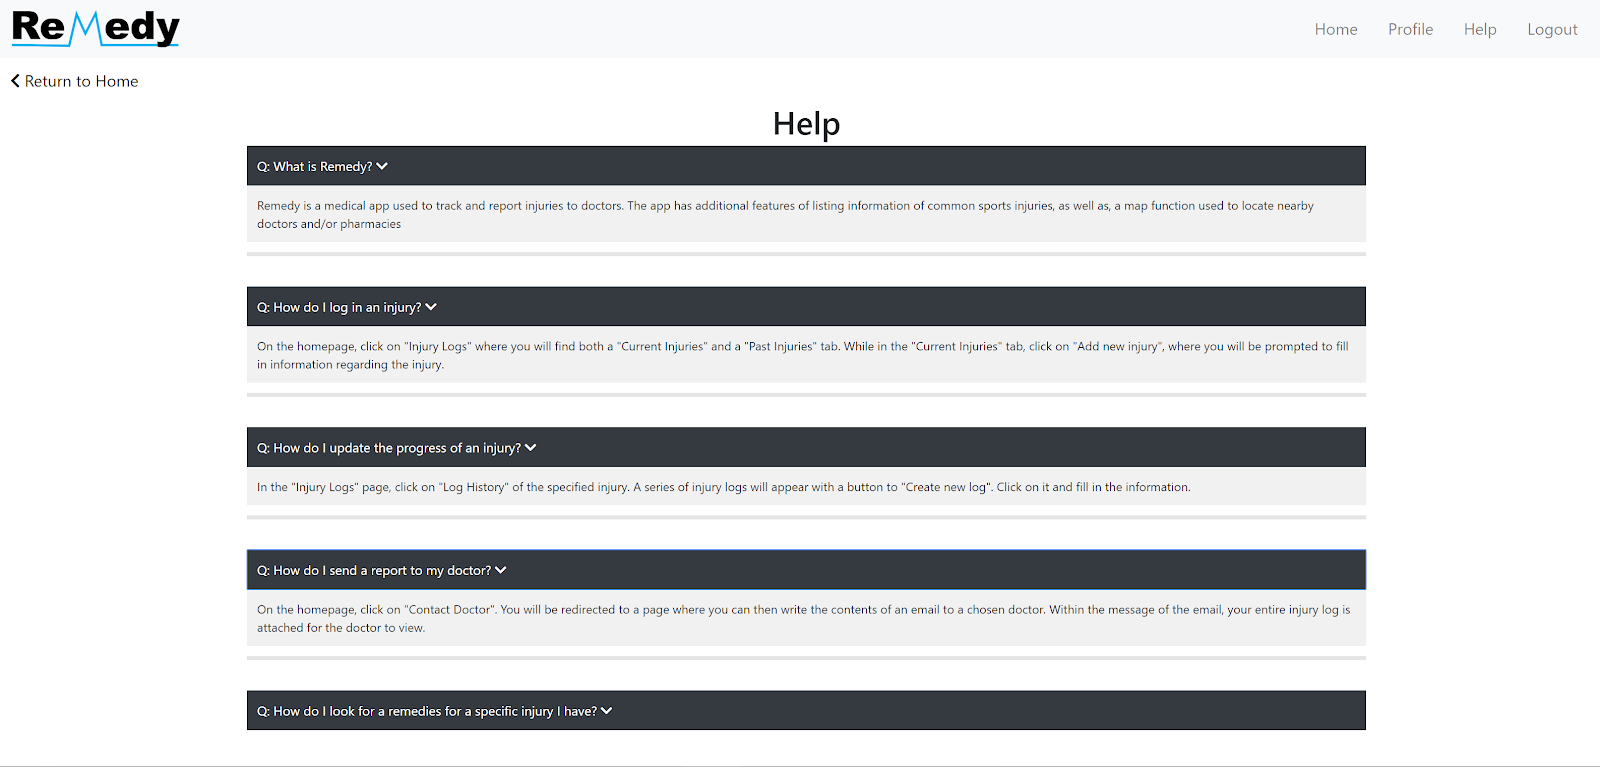 ReMedy
Home
Profile
Help
Logout
Return to Home
Help
Q: What is Remedy?
Remedy is a medical app used to track and report injuries to doctors. The app has additional features of listing information of common sports injuries, as well as, a map function used to locate nearby
doctors and/or pharmacies
Q: How do I log in an injury?
On the homepage, click on "Injury Logs" where you will find both a "Current Injuries" and a "Past Injuries" tab. While in the "Current Injuries" tab, click on "Add new injury", where you will be prompted to fill
in information regarding the injury.
Q: How do I update the progress of an injury?
In the "Injury Logs" page, click on "Log History" of the specified injury. A series of injury logs will appear with a button to "Create new log". Click on it and fill in the information.
Q: How do I send a report to my doctor?
On the homepage, click on "Contact Doctor". You will be redirected to a page where you can then write the contents of an email to a chosen doctor. Within the message of the email, your entire injury log is
attached for the doctor to view.
Q: How do I look for a remedies for a specific injury I have?